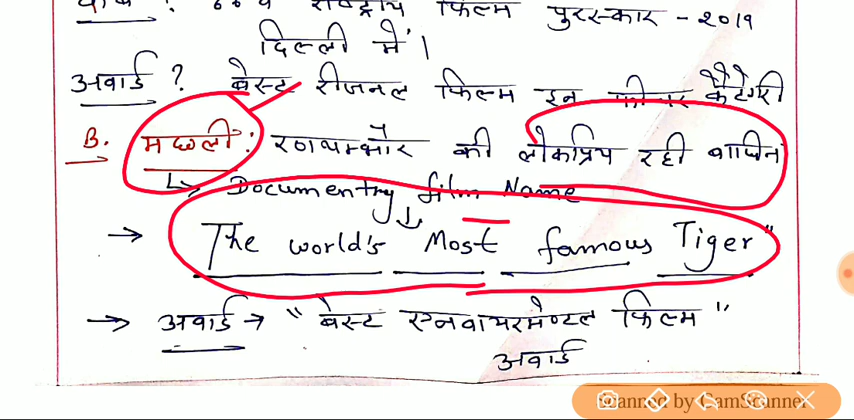 राष्ट्रीय फिल्म पुरस्कार - 2019
दिल्ली में।
अवार्ड ? बेस्ट रीजनल फिल्म इन फीचर कैटेगरी
B. मछली : रणथम्भौर की लोकप्रिय रही बाघिन
↳ Documentry film Name
→ The world's Most famous Tiger"
→ अवार्ड → "बेस्ट एनवायरमेण्टल फिल्म"
अवार्ड
Scanned by CamScanner